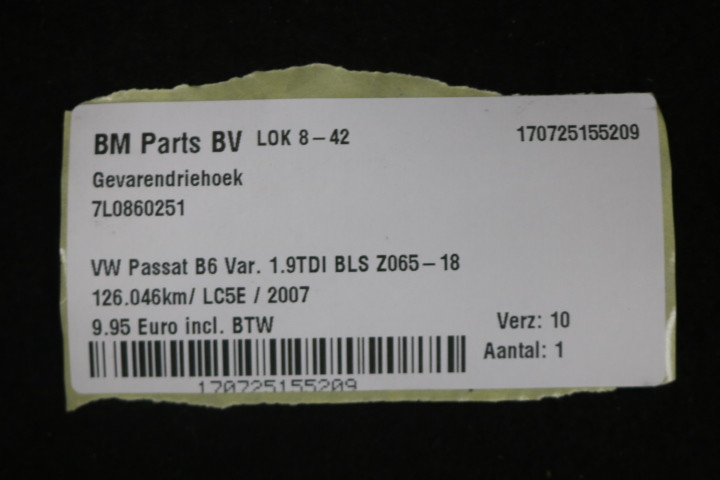 BM Parts BV LOK 8-42 170725155209
Gevarendriehoek
7L0860251
VW Passat B6 Var. 1.9TDI BLS Z065-18
126.046km/ LC5E / 2007
9.95 Euro incl. BTW Verz: 10
Aantal: 1
170725155209